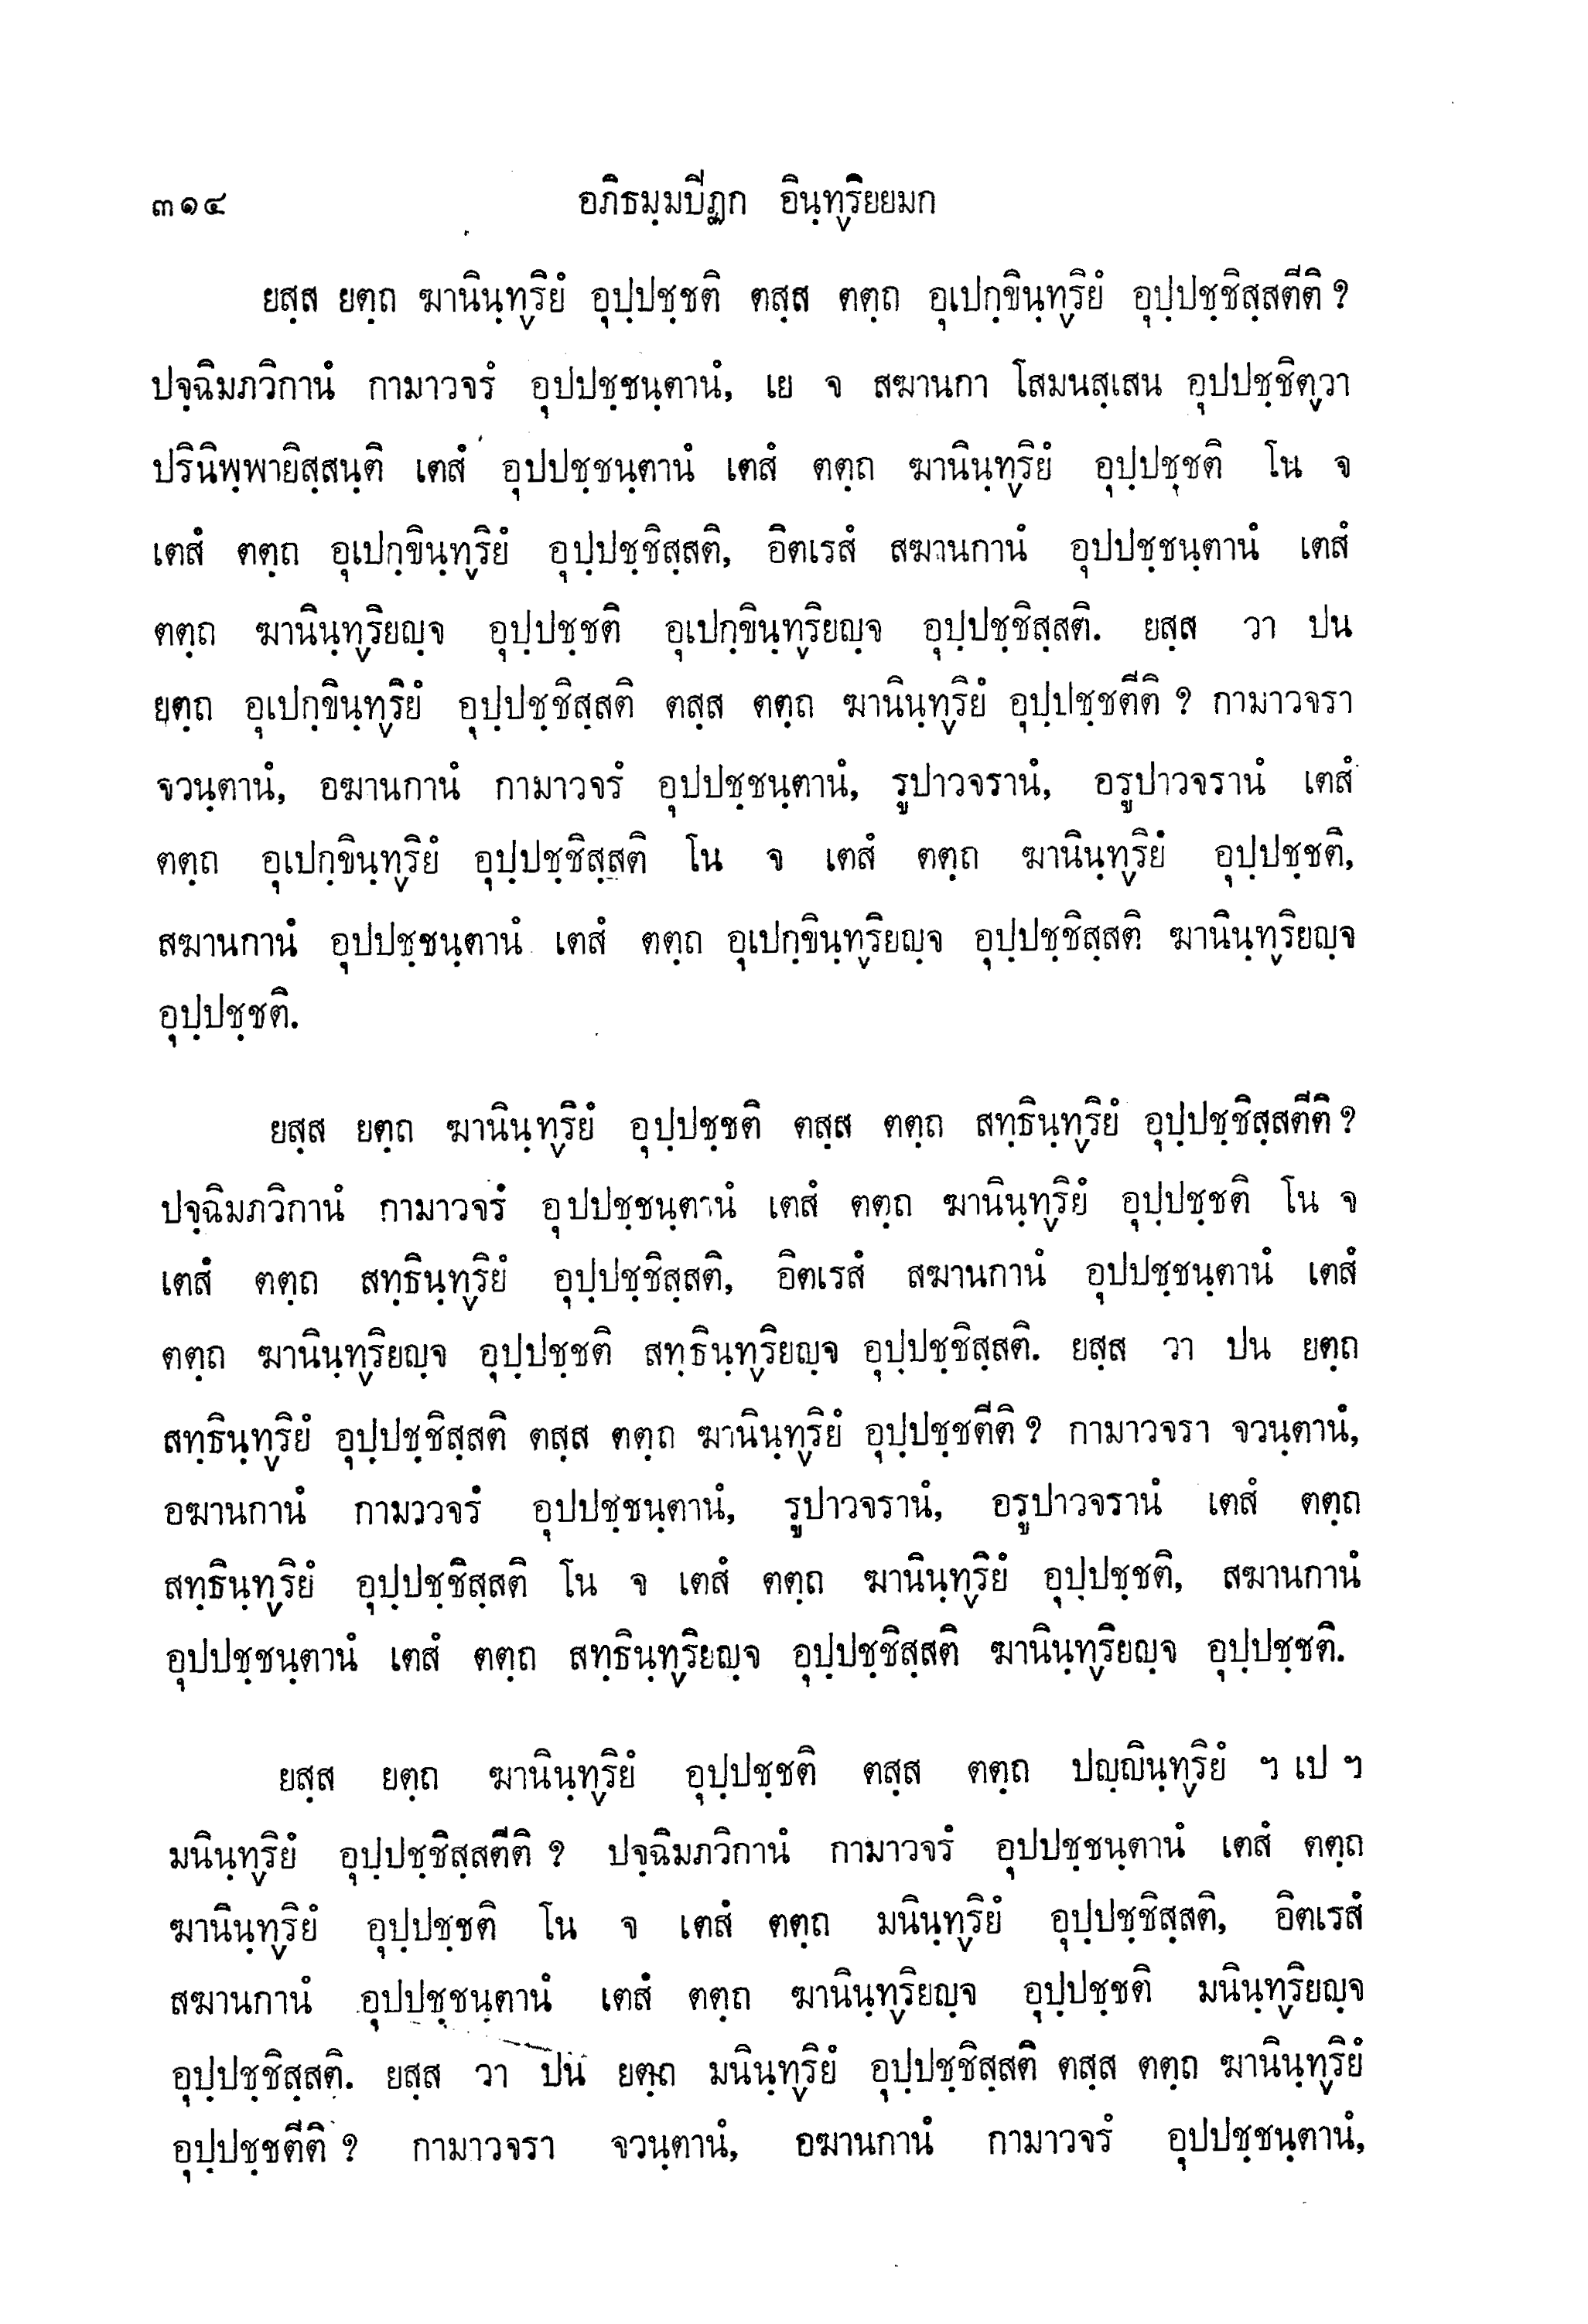 ๓๑๔ อภิธมฺมปีฏก อินฺทฺริยยมก
ยสฺส ยตฺถ ฆานินฺทฺริยํ อุปฺปชฺชติ ตสฺส ตตฺถ อุเปกฺขินฺทฺริยํ อุปฺปชฺชิสฺสตีติ ?
ปจฺฉิมภวิกานํ กามาวจรํ อุปปชฺชนฺตานํ, เย จ สฆานกา โสมนสฺเสน อุปปชฺชิตฺวา
ปรินิพฺพายิสฺสนฺติ เตสํ อุปปชฺชนฺตานํ เตสํ ตตฺถ ฆานินฺทฺริยํ อุปฺปชฺชติ โน จ
เตสํ ตตฺถ อุเปกฺขินฺทฺริยํ อุปฺปชฺชิสฺสติ, อิตเรสํ สฆานกานํ อุปปชฺชนฺตานํ เตสํ
ตตฺถ ฆานินฺทฺริยญฺจ อุปฺปชฺชติ อุเปกฺขินฺทฺริยญฺจ อุปฺปชฺชิสฺสติ. ยสฺส วา ปน
ยตฺถ อุเปกฺขินฺทฺริยํ อุปฺปชฺชิสฺสติ ตสฺส ตตฺถ ฆานินฺทฺริยํ อุปฺปชฺชตีติ ? กามาวจรา
จวนฺตานํ, อฆานกานํ กามาวจรํ อุปปชฺชนฺตานํ, รูปาวจรานํ, อรูปาวจรานํ เตสํ
ตตฺถ อุเปกฺขินฺทฺริยํ อุปฺปชฺชิสฺสติ โน จ เตสํ ตตฺถ ฆานินฺทฺริยํ อุปฺปชฺชติ,
สฆานกานํ อุปปชฺชนฺตานํ เตสํ ตตฺถ อุเปกฺขินฺทฺริยญฺจ อุปฺปชฺชิสฺสติ ฆานินฺทฺริยญฺจ
อุปฺปชฺชติ.
ยสฺส ยตฺถ ฆานินฺทฺริยํ อุปฺปชฺชติ ตสฺส ตตฺถ สทฺธินฺทฺริยํ อุปฺปชฺชิสฺสตีติ ?
ปจฺฉิมภวิกานํ กามาวจรํ อุปปชฺชนฺตานํ เตสํ ตตฺถ ฆานินฺทฺริยํ อุปฺปชฺชติ โน จ
เตสํ ตตฺถ สทฺธินฺทฺริยํ อุปฺปชฺชิสฺสติ, อิตเรสํ สฆานกานํ อุปปชฺชนฺตานํ เตสํ
ตตฺถ ฆานินฺทฺริยญฺจ อุปฺปชฺชติ สทฺธินฺทฺริยญฺจ อุปฺปชฺชิสฺสติ. ยสฺส วา ปน ยตฺถ
สทฺธินฺทฺริยํ อุปฺปชฺชิสฺสติ ตสฺส ตตฺถ ฆานินฺทฺริยํ อุปฺปชฺชตีติ ? กามาวจรา จวนฺตานํ,
อฆานกานํ กามาวจรํ อุปปชฺชนฺตานํ, รูปาวจรานํ, อรูปาวจรานํ เตสํ ตตฺถ
สทฺธินฺทฺริยํ อุปฺปชฺชิสฺสติ โน จ เตสํ ตตฺถ ฆานินฺทฺริยํ อุปฺปชฺชติ, สฆานกานํ
อุปปชฺชนฺตานํ เตสํ ตตฺถ สทฺธินฺทฺริยญฺจ อุปฺปชฺชิสฺสติ ฆานินฺทฺริยญฺจ อุปฺปชฺชติ.
ยสฺส ยตฺถ ฆานินฺทฺริยํ อุปฺปชฺชติ ตสฺส ตตฺถ ปญฺญินฺทฺริยํ ฯ เป ฯ
มนินฺทฺริยํ อุปฺปชฺชิสฺสตีติ ? ปจฺฉิมภวิกานํ กามาวจรํ อุปปชฺชนฺตานํ เตสํ ตตฺถ
ฆานินฺทฺริยํ อุปฺปชฺชติ โน จ เตสํ ตตฺถ มนินฺทฺริยํ อุปฺปชฺชิสฺสติ, อิตเรสํ
สฆานกานํ อุปปชฺชนฺตานํ เตสํ ตตฺถ ฆานินฺทฺริยญฺจ อุปฺปชฺชติ มนินฺทฺริยญฺจ
อุปฺปชฺชิสฺสติ. ยสฺส วา ปน ยตฺถ มนินฺทฺริยํ อุปฺปชฺชิสฺสติ ตสฺส ตตฺถ ฆานินฺทฺริยํ
อุปฺปชฺชตีติ ? กามาวจรา จวนฺตานํ, อฆานกานํ กามาวจรํ อุปปชฺชนฺตานํ,